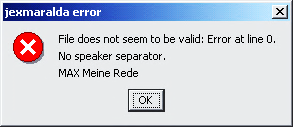 jexmaralda error
File does not seem to be valid: Error at line 0.
No speaker separator.
MAX Meine Rede
OK